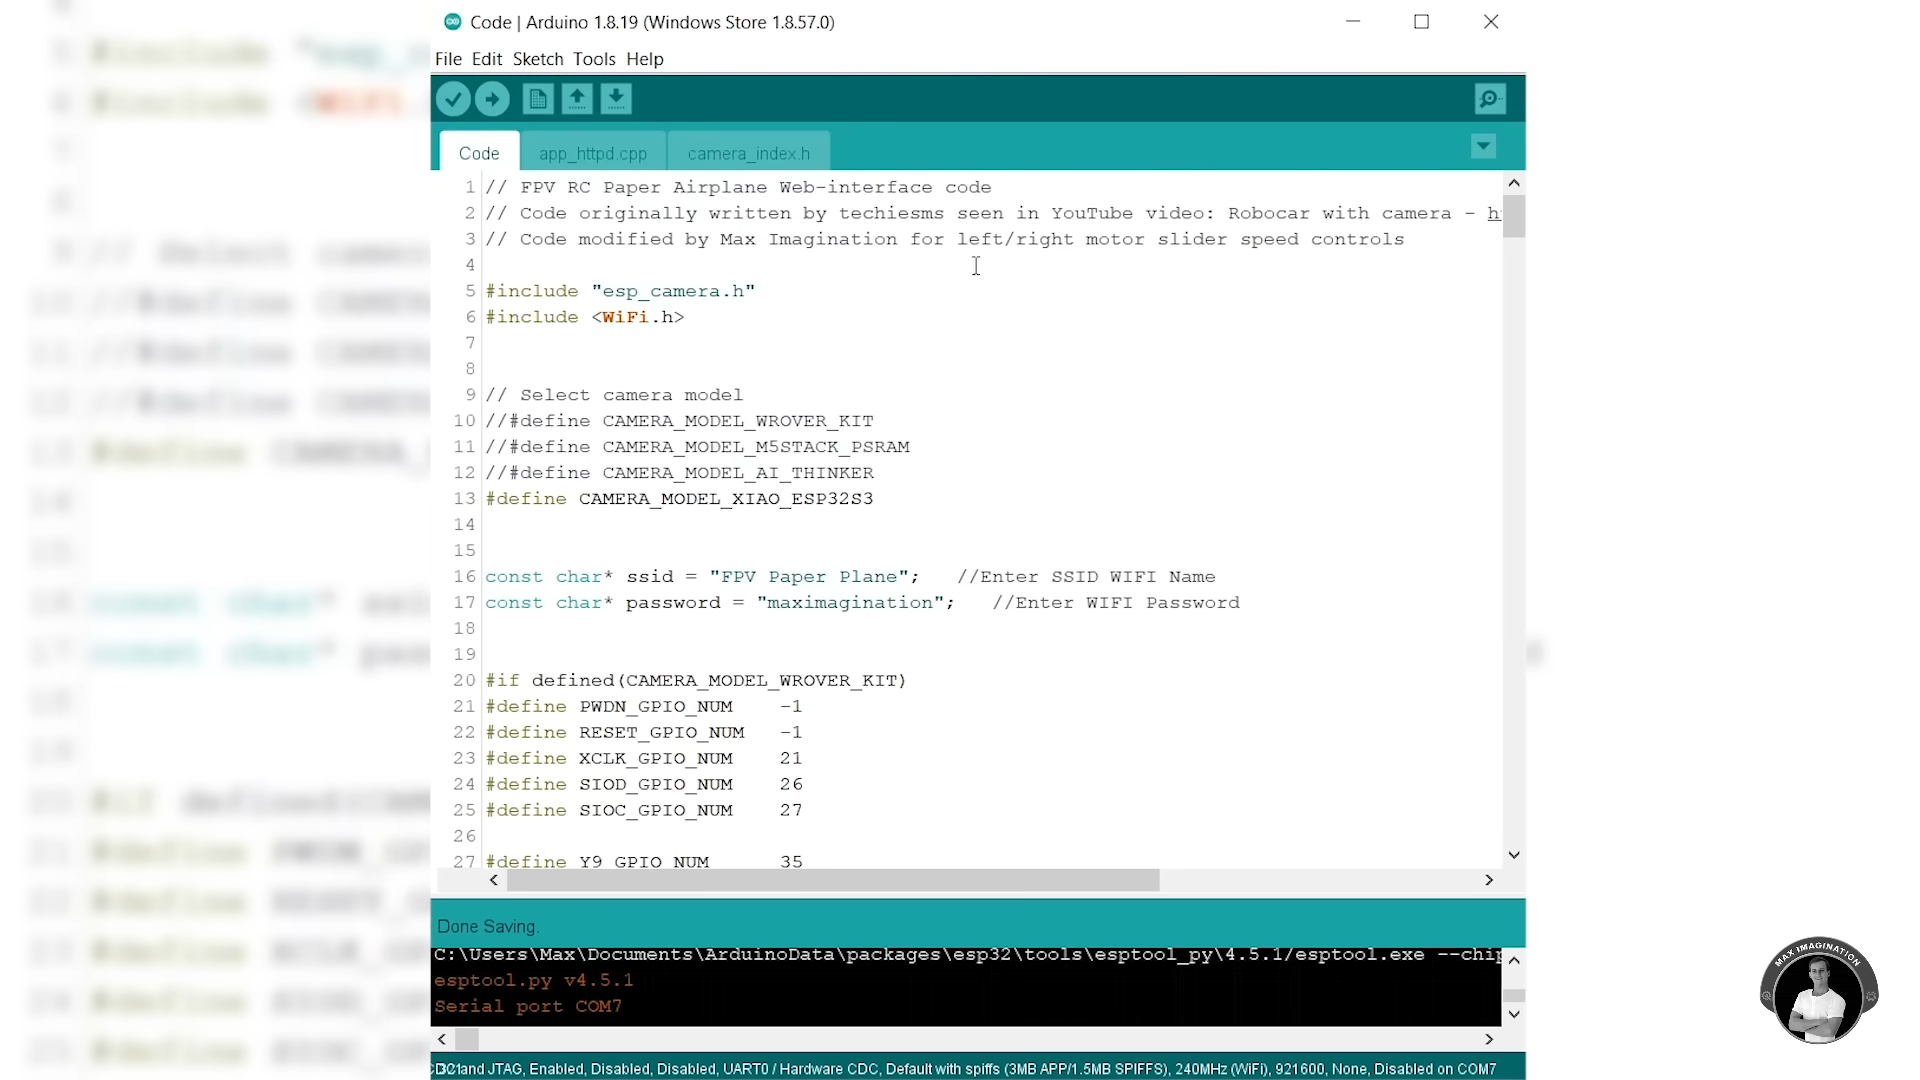 Code | Arduino 1.8.19 (Windows Store 1.8.57.0)
File Edit Sketch Tools Help
Code app_httpd.cpp camera_index.h
1 // FPV RC Paper Airplane Web-interface code
2 // Code originally written by techiesms seen in YouTube video: Robocar with camera - h
3 // Code modified by Max Imagination for left/right motor slider speed controls
4
5 #include "esp_camera.h"
6 #include <WiFi.h>
7
8
9 // Select camera model
10 //#define CAMERA_MODEL_WROVER_KIT
11 //#define CAMERA_MODEL_M5STACK_PSRAM
12 //#define CAMERA_MODEL_AI_THINKER
13 #define CAMERA_MODEL_XIAO_ESP32S3
14
15
16 const char* ssid = "FPV Paper Plane"; //Enter SSID WIFI Name
17 const char* password = "maximagination"; //Enter WIFI Password
18
19
20 #if defined(CAMERA_MODEL_WROVER_KIT)
21 #define PWDN_GPIO_NUM -1
22 #define RESET_GPIO_NUM -1
23 #define XCLK_GPIO_NUM 21
24 #define SIOD_GPIO_NUM 26
25 #define SIOC_GPIO_NUM 27
26
27 #define Y9_GPIO_NUM 35
Done Saving.
C:\Users\Max\Documents\ArduinoData\packages\esp32\tools\esptool_py\4.5.1/esptool.exe --chip
esptool.py v4.5.1
Serial port COM7
and JTAG, Enabled, Disabled, Disabled, UART0 / Hardware CDC, Default with spiffs (3MB APP/1.5MB SPIFFS), 240MHz (WiFi), 921600, None, Disabled on COM7
MAX IMAGINATION